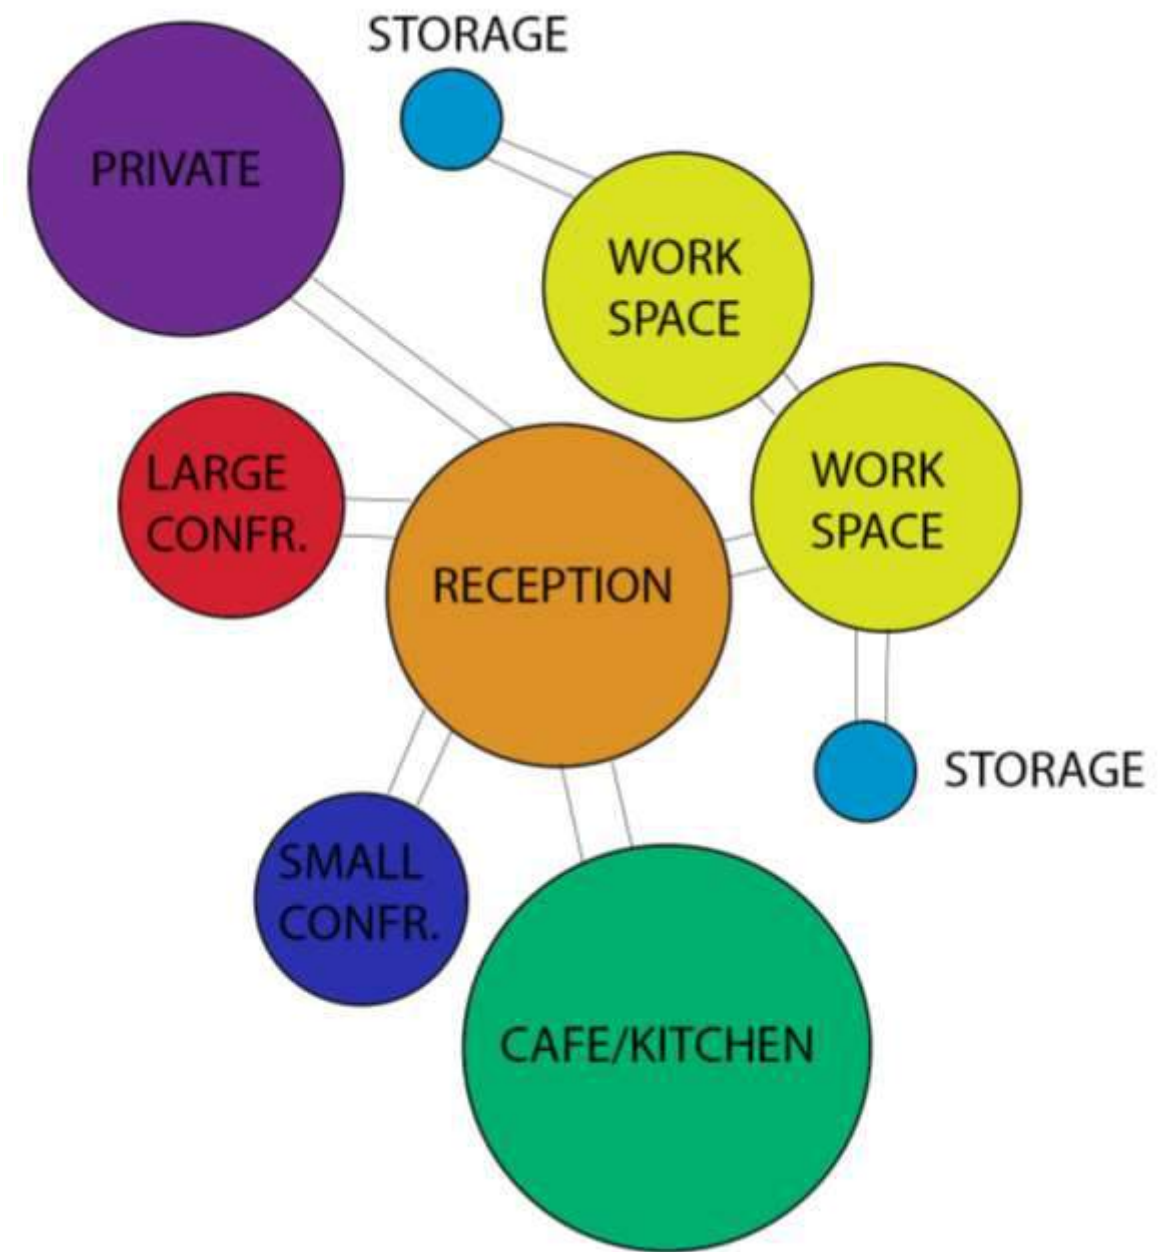 STORAGE
PRIVATE
WORK
SPACE
LARGE
CONFR.
WORK
SPACE
RECEPTION
STORAGE
SMALL
CONFR.
CAFE/KITCHEN